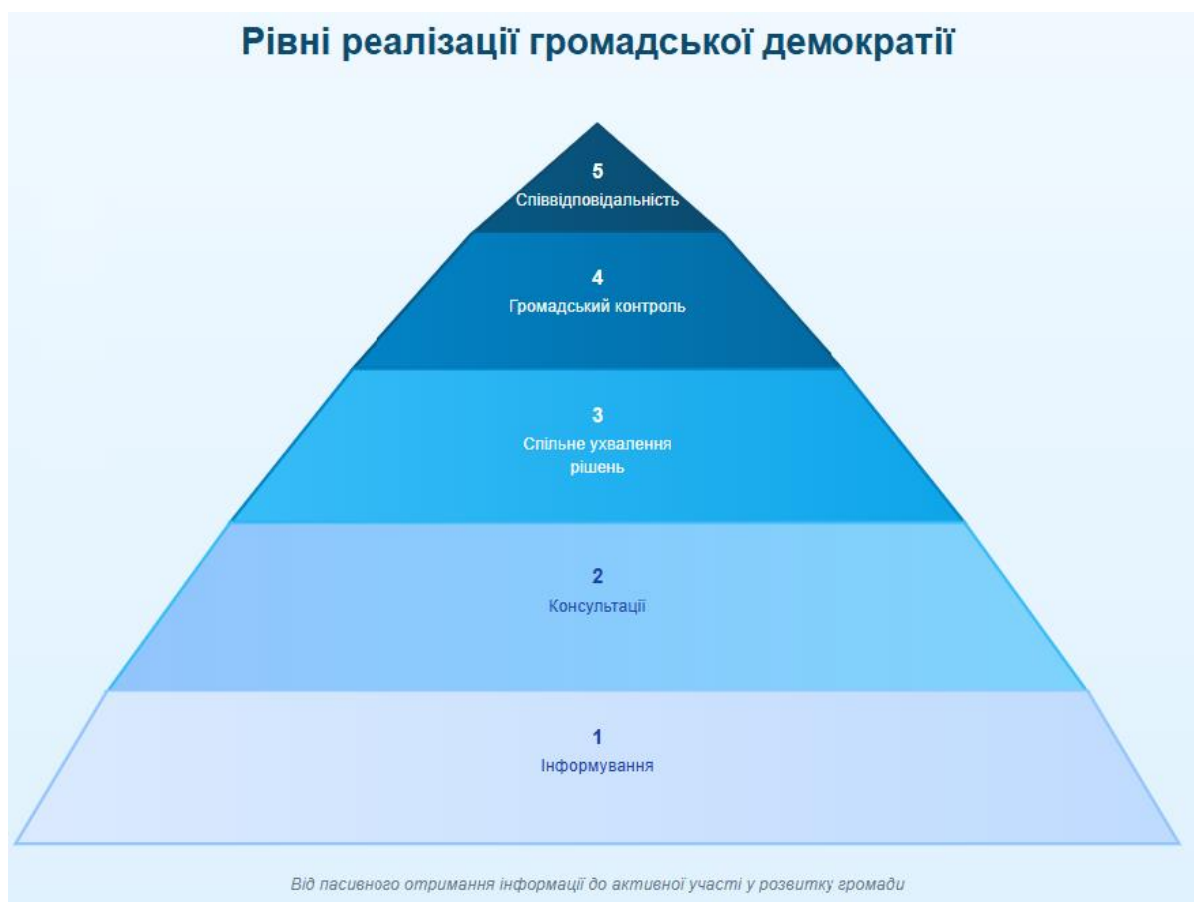 Рівні реалізації громадської демократії
5
Співвідповідальність
4
Громадський контроль
3
Спільне ухвалення
рішень
2
Консультації
1
Інформування
Від пасивного отримання інформації до активної участі у розвитку громади